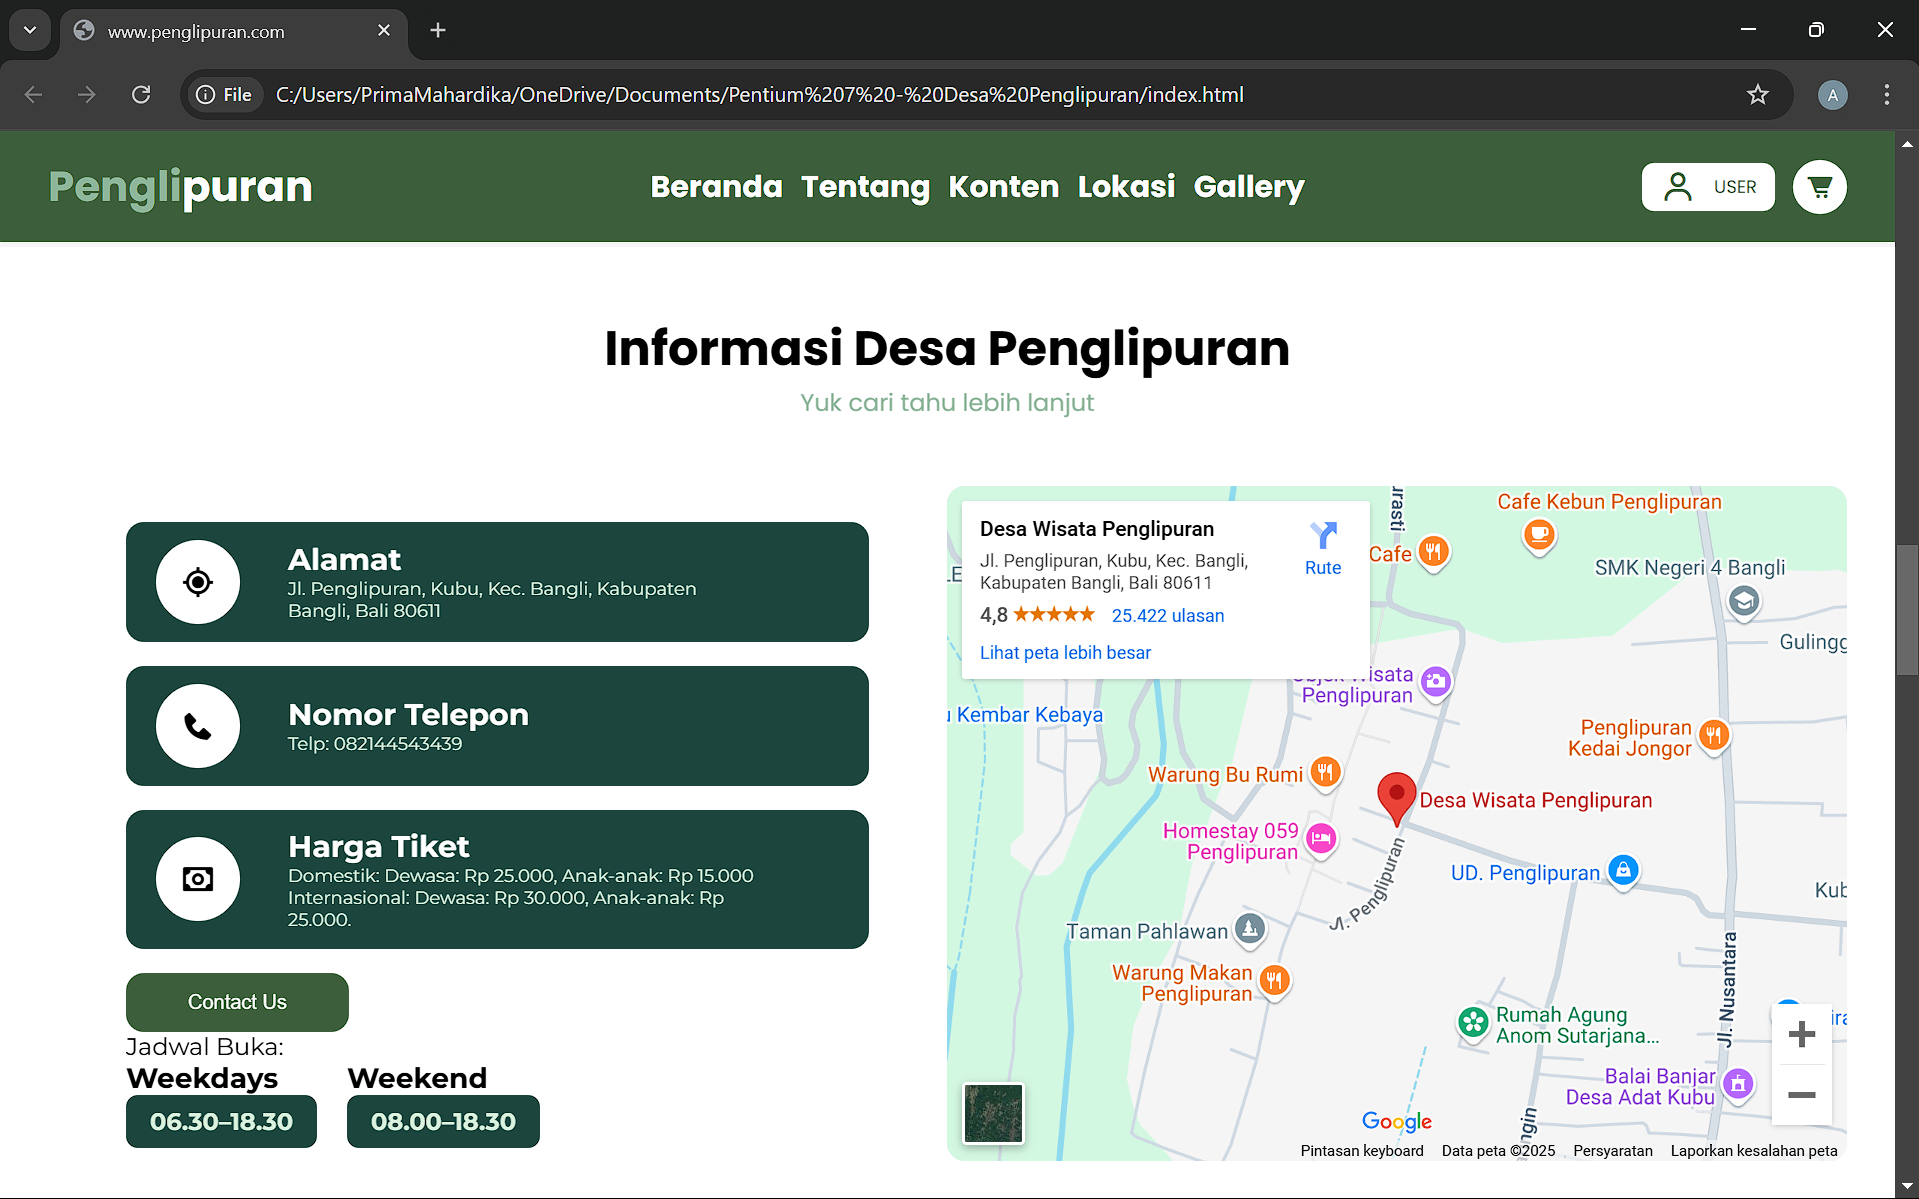 www.penglipuran.com
File
C:/Users/PrimaMahardika/OneDrive/Documents/Pentium%207%20-%20Desa%20Penglipuran/index.html
A
Penglipuran
Beranda Tentang Konten Lokasi Gallery
USER
Informasi Desa Penglipuran
Yuk cari tahu lebih lanjut
Alamat
Jl. Penglipuran, Kubu, Kec. Bangli, Kabupaten
Bangli, Bali 80611
Nomor Telepon
Telp: 082144543439
Harga Tiket
Domestik: Dewasa: Rp 25.000, Anak-anak: Rp 15.000
Internasional: Dewasa: Rp 30.000, Anak-anak: Rp
25.000.
Contact Us
Jadwal Buka:
Weekdays Weekend
06.30–18.30 08.00–18.30
Desa Wisata Penglipuran
Jl. Penglipuran, Kubu, Kec. Bangli,
Kabupaten Bangli, Bali 80611
4,8 25.422 ulasan
Lihat peta lebih besar
Rute
Cafe Kebun Penglipuran
Cafe
SMK Negeri 4 Bangli
Wisata
Penglipuran
Kembar Kebaya
Penglipuran
Kedai Jongor
Warung Bu Rumi
Desa Wisata Penglipuran
Homestay 059
Penglipuran
UD. Penglipuran
Jl. Penglipuran
Taman Pahlawan
Warung Makan
Penglipuran
Jl. Nusantara
Rumah Agung
Anom Sutarjana...
Balai Banjar
Desa Adat Kubu
Google
Pintasan keyboard Data peta ©2025 Persyaratan Laporkan kesalahan peta